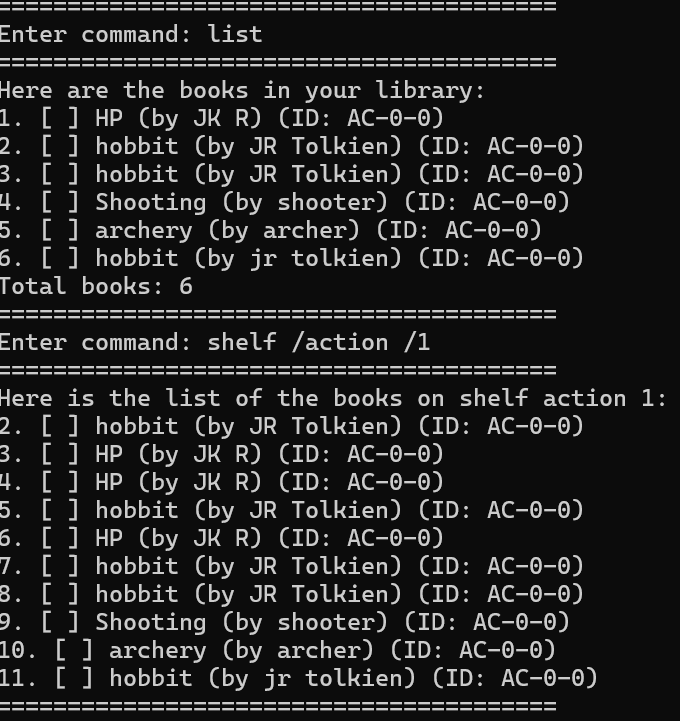 ========================================
Enter command: list
========================================
Here are the books in your library:
1. [ ] HP (by JK R) (ID: AC-0-0)
2. [ ] hobbit (by JR Tolkien) (ID: AC-0-0)
3. [ ] hobbit (by JR Tolkien) (ID: AC-0-0)
4. [ ] Shooting (by shooter) (ID: AC-0-0)
5. [ ] archery (by archer) (ID: AC-0-0)
6. [ ] hobbit (by jr tolkien) (ID: AC-0-0)
Total books: 6
========================================
Enter command: shelf /action /1
========================================
Here is the list of the books on shelf action 1:
2. [ ] hobbit (by JR Tolkien) (ID: AC-0-0)
3. [ ] HP (by JK R) (ID: AC-0-0)
4. [ ] HP (by JK R) (ID: AC-0-0)
5. [ ] hobbit (by JR Tolkien) (ID: AC-0-0)
6. [ ] HP (by JK R) (ID: AC-0-0)
7. [ ] hobbit (by JR Tolkien) (ID: AC-0-0)
8. [ ] hobbit (by JR Tolkien) (ID: AC-0-0)
9. [ ] Shooting (by shooter) (ID: AC-0-0)
10. [ ] archery (by archer) (ID: AC-0-0)
11. [ ] hobbit (by jr tolkien) (ID: AC-0-0)
========================================